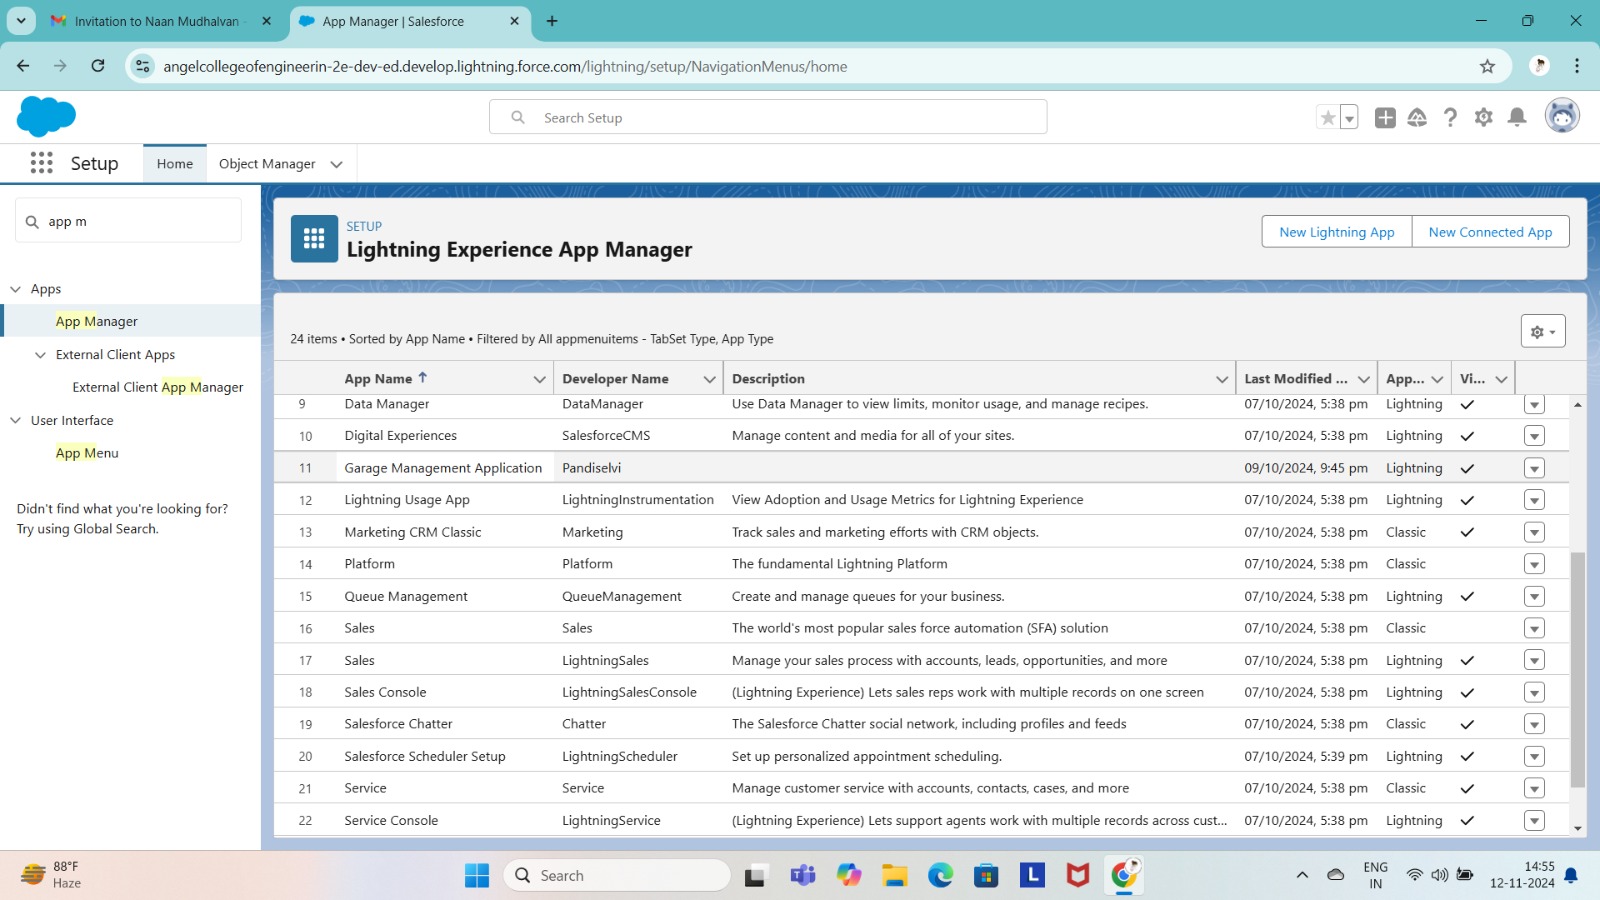 Invitation to Naan Mudhalvan
App Manager | Salesforce
angelcollegeofengineerin-2e-dev-ed.develop.lightning.force.com/lightning/setup/NavigationMenus/home
Search Setup
Setup
Home
Object Manager
app m
Apps
App Manager
External Client Apps
External Client App Manager
User Interface
App Menu
Didn't find what you're looking for?
Try using Global Search.
SETUP
Lightning Experience App Manager
New Lightning App
New Connected App
24 items • Sorted by App Name • Filtered by All appmenuitems - TabSet Type, App Type
App Name Developer Name Description Last Modified ... App... Vi...
9 Data Manager DataManager Use Data Manager to view limits, monitor usage, and manage recipes. 07/10/2024, 5:38 pm Lightning
10 Digital Experiences SalesforceCMS Manage content and media for all of your sites. 07/10/2024, 5:38 pm Lightning
11 Garage Management Application Pandiselvi 09/10/2024, 9:45 pm Lightning
12 Lightning Usage App LightningInstrumentation View Adoption and Usage Metrics for Lightning Experience 07/10/2024, 5:38 pm Lightning
13 Marketing CRM Classic Marketing Track sales and marketing efforts with CRM objects. 07/10/2024, 5:38 pm Classic
14 Platform Platform The fundamental Lightning Platform 07/10/2024, 5:38 pm Classic
15 Queue Management QueueManagement Create and manage queues for your business. 07/10/2024, 5:38 pm Lightning
16 Sales Sales The world's most popular sales force automation (SFA) solution 07/10/2024, 5:38 pm Classic
17 Sales LightningSales Manage your sales process with accounts, leads, opportunities, and more 07/10/2024, 5:38 pm Lightning
18 Sales Console LightningSalesConsole (Lightning Experience) Lets sales reps work with multiple records on one screen 07/10/2024, 5:38 pm Lightning
19 Salesforce Chatter Chatter The Salesforce Chatter social network, including profiles and feeds 07/10/2024, 5:38 pm Classic
20 Salesforce Scheduler Setup LightningScheduler Set up personalized appointment scheduling. 07/10/2024, 5:39 pm Lightning
21 Service Service Manage customer service with accounts, contacts, cases, and more 07/10/2024, 5:38 pm Classic
22 Service Console LightningService (Lightning Experience) Lets support agents work with multiple records across cust... 07/10/2024, 5:38 pm Lightning
88°F
Haze
Search
L
ENG
IN
14:55
12-11-2024